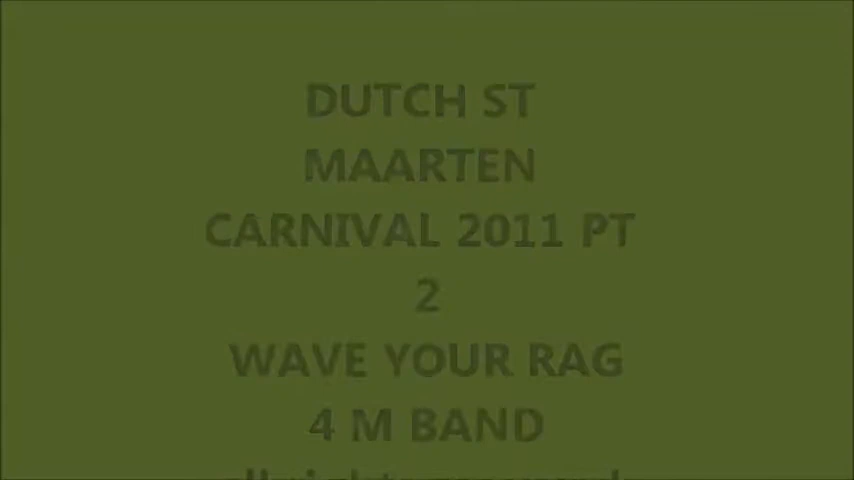 DUTCH ST
MAARTEN
CARNIVAL 2011 PT
2
WAVE YOUR RAG
4 M BAND